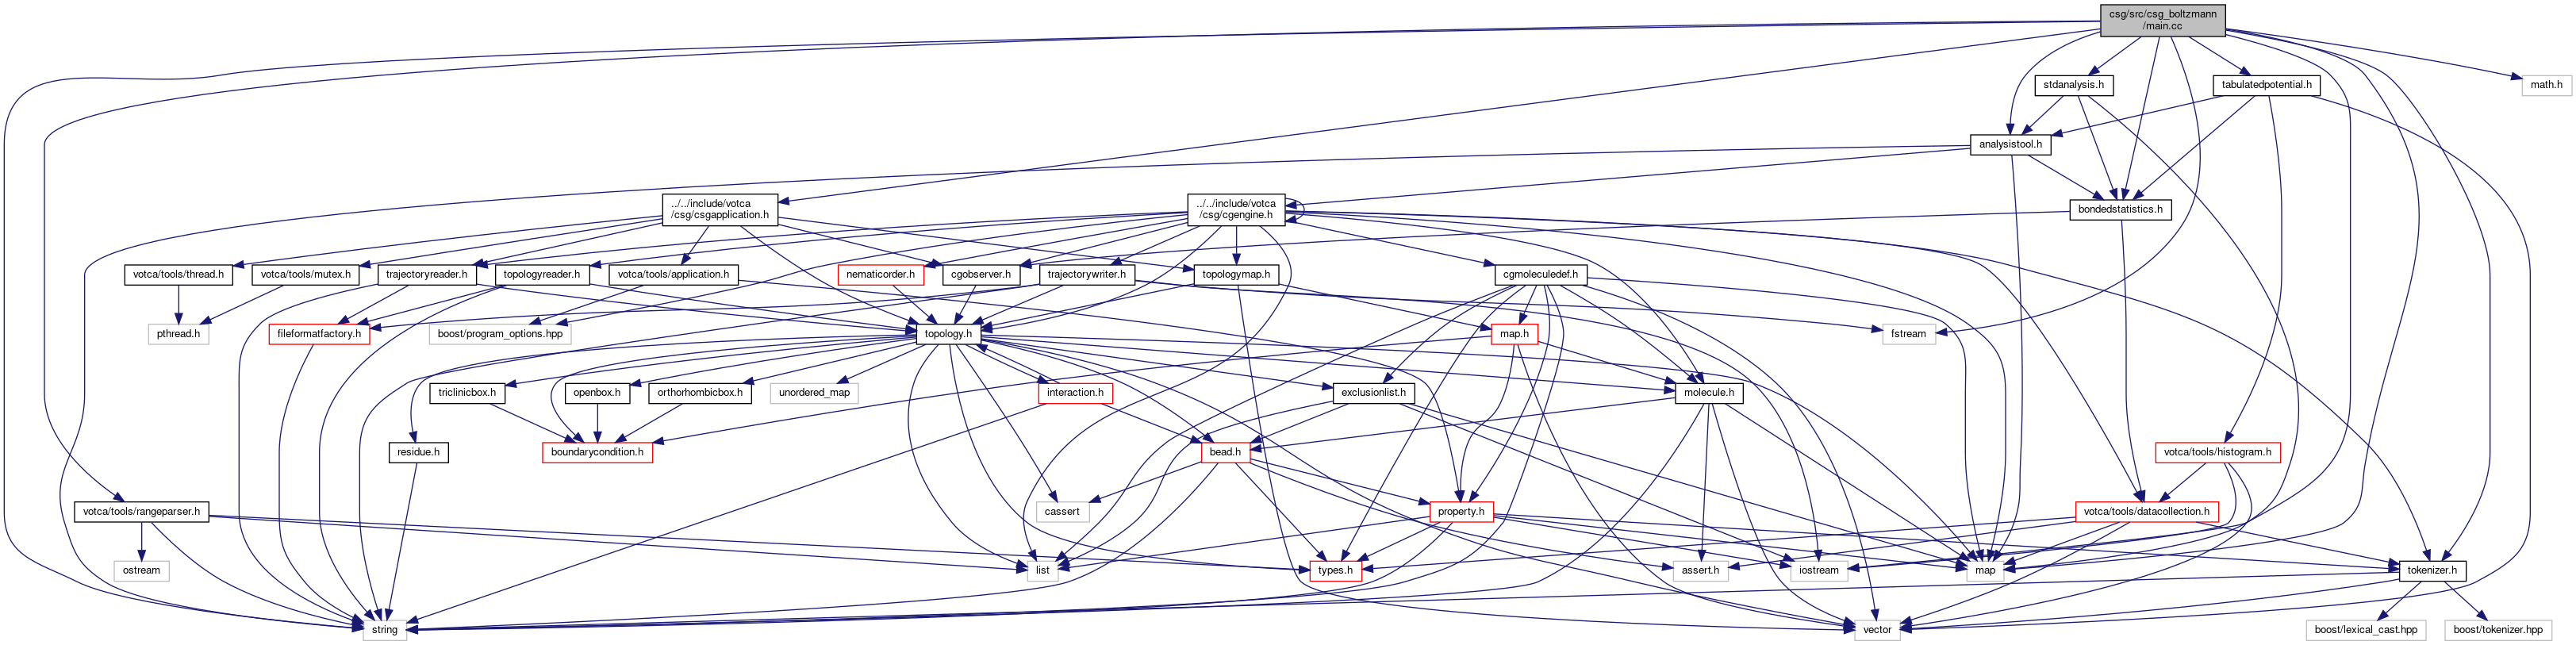 csg/src/csg_boltzmann
/main.cc
stdanalysis.h
tabulatedpotential.h
math.h
analysistool.h
../../include/votca
/csg/csgapplication.h
../../include/votca
/csg/cgengine.h
bondedstatistics.h
votca/tools/thread.h
votca/tools/mutex.h
trajectoryreader.h
topologyreader.h
votca/tools/application.h
nematicorder.h
cgobserver.h
trajectorywriter.h
topologymap.h
cgmoleculedef.h
pthread.h
fileformatfactory.h
boost/program_options.hpp
topology.h
map.h
fstream
triclinicbox.h
openbox.h
orthorhombicbox.h
unordered_map
interaction.h
exclusionlist.h
molecule.h
residue.h
boundarycondition.h
bead.h
votca/tools/histogram.h
votca/tools/rangeparser.h
cassert
property.h
votca/tools/datacollection.h
ostream
list
types.h
assert.h
iostream
map
tokenizer.h
string
vector
boost/lexical_cast.hpp
boost/tokenizer.hpp